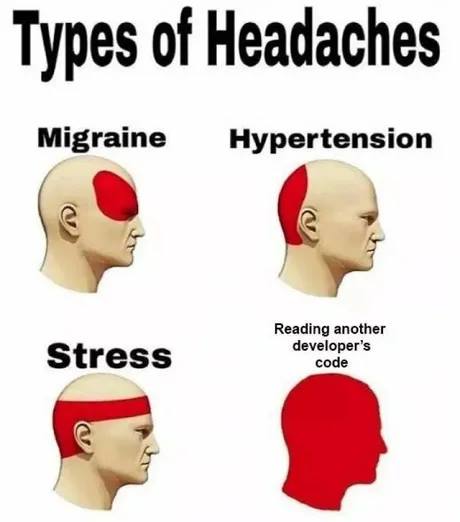 Types of Headaches
Migraine
Hypertension
Stress
Reading another
developer's
code